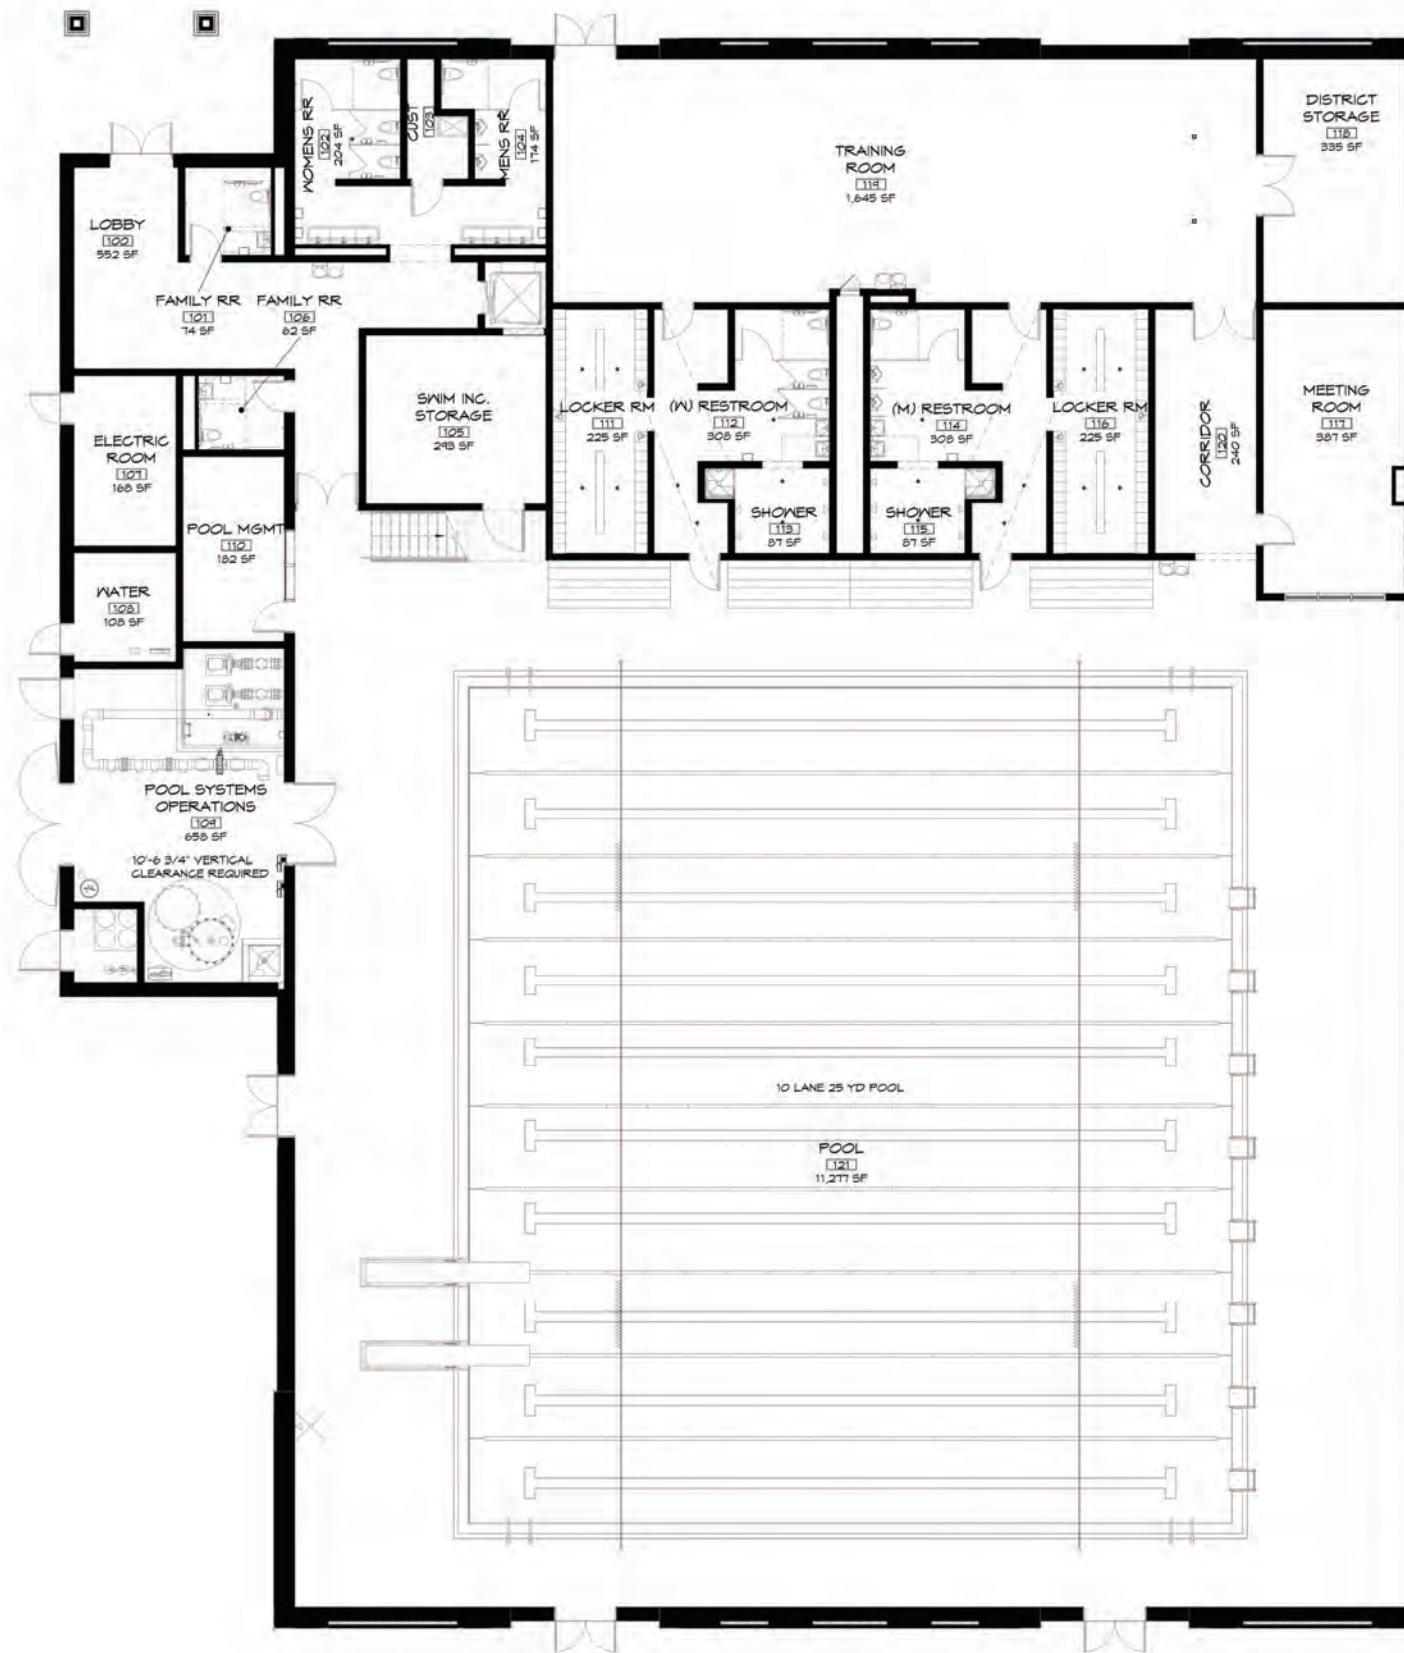 WOMENS RR
102
204 SF
CUST
103
MENS RR
104
174 SF
TRAINING
ROOM
119
1,645 SF
DISTRICT
STORAGE
118
335 SF
LOBBY
100
552 SF
FAMILY RR
101
74 SF
FAMILY RR
106
62 SF
SWIM INC.
STORAGE
105
293 SF
LOCKER RM
111
225 SF
(W) RESTROOM
112
308 SF
(M) RESTROOM
114
308 SF
LOCKER RM
116
225 SF
CORRIDOR
120
240 SF
MEETING
ROOM
117
387 SF
ELECTRIC
ROOM
107
168 SF
POOL MGMT
110
182 SF
SHOWER
113
87 SF
SHOWER
115
87 SF
WATER
108
108 SF
POOL SYSTEMS
OPERATIONS
109
658 SF
10'-6 3/4" VERTICAL
CLEARANCE REQUIRED
10 LANE 25 YD POOL
POOL
121
11,277 SF